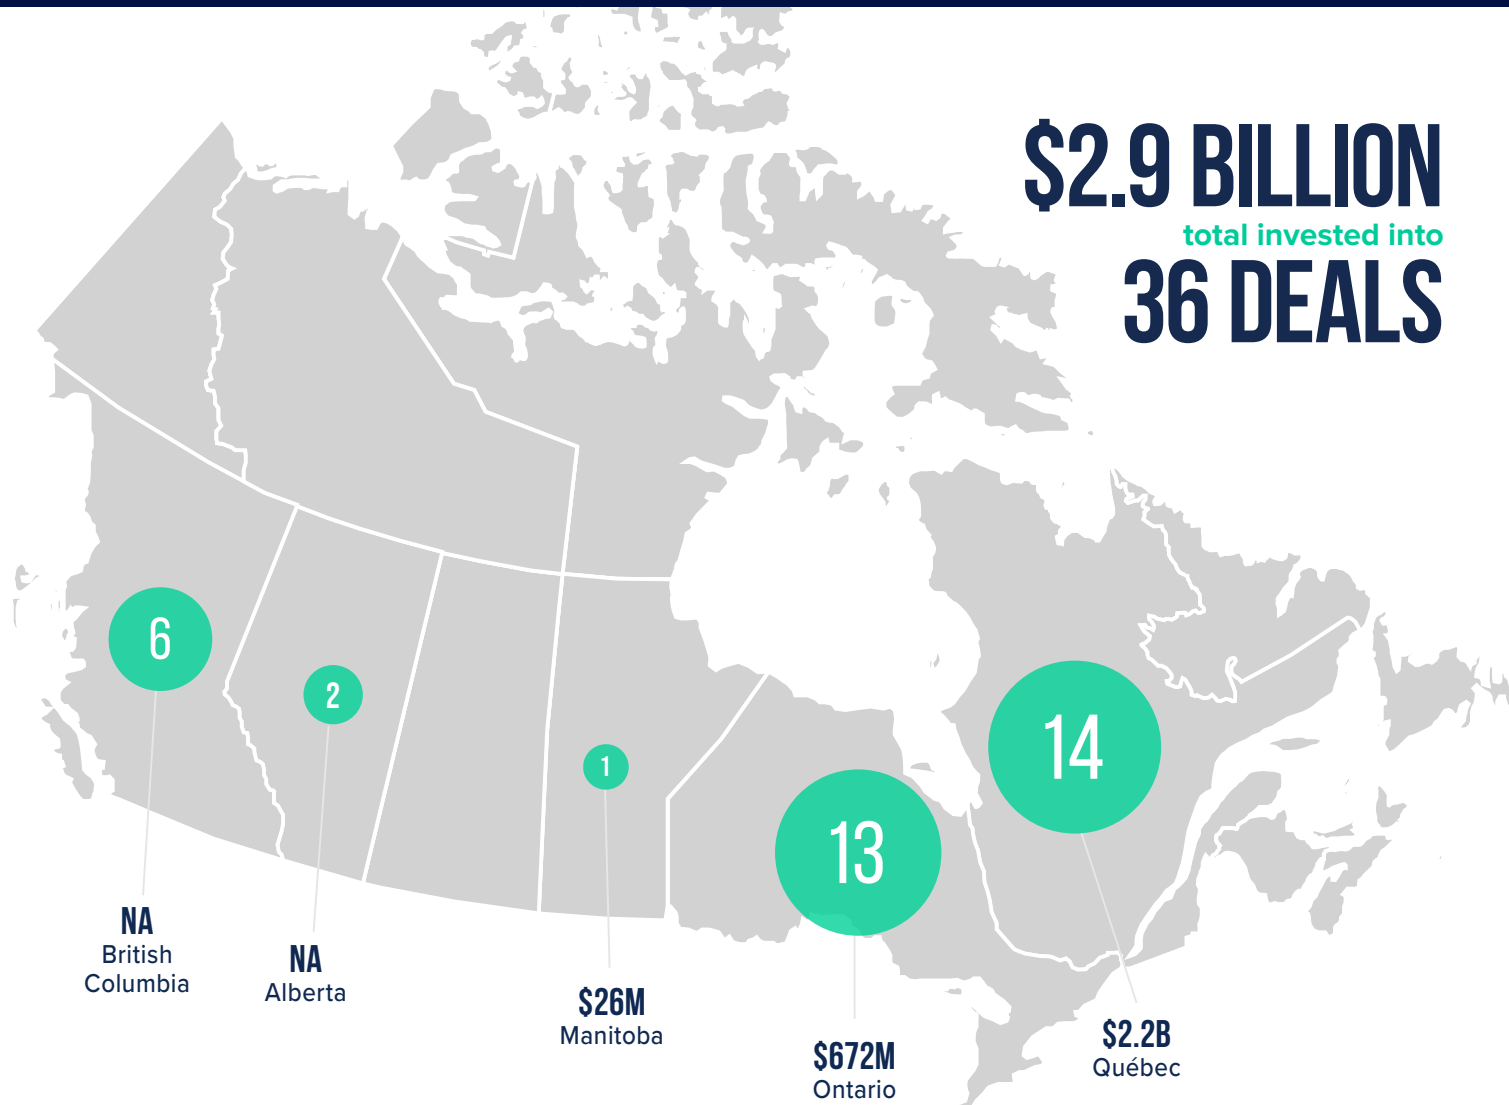 $2.9 BILLION
total invested into
36 DEALS
6
2
1
13
14
NA
British
Columbia
NA
Alberta
$26M
Manitoba
$672M
Ontario
$2.2B
Québec